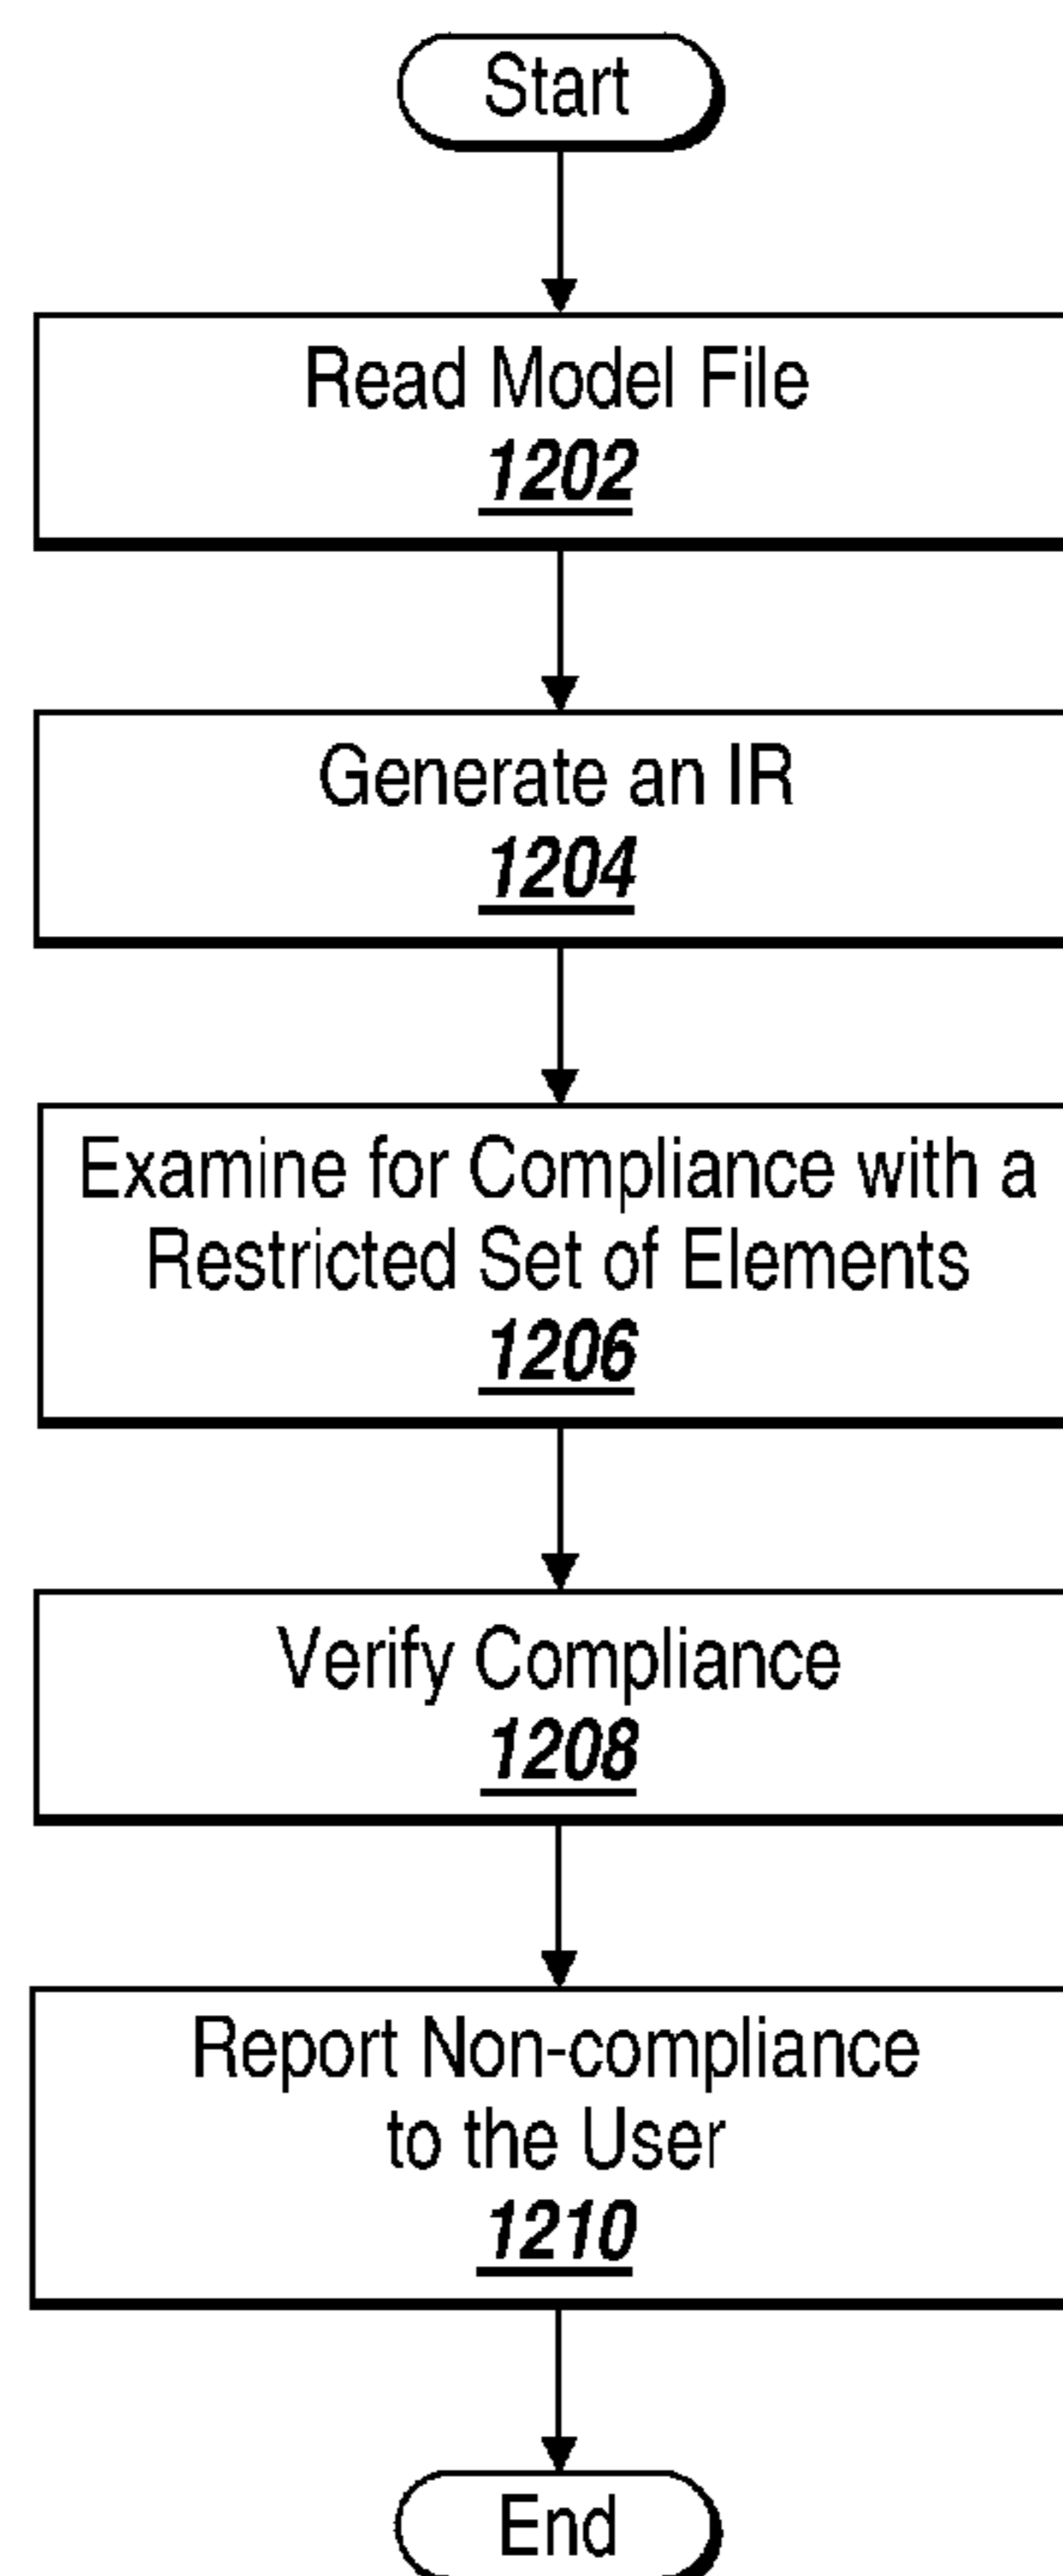 Start
Read Model File
1202
Generate an IR
1204
Examine for Compliance with a
Restricted Set of Elements
1206
Verify Compliance
1208
Report Non-compliance
to the User
1210
End